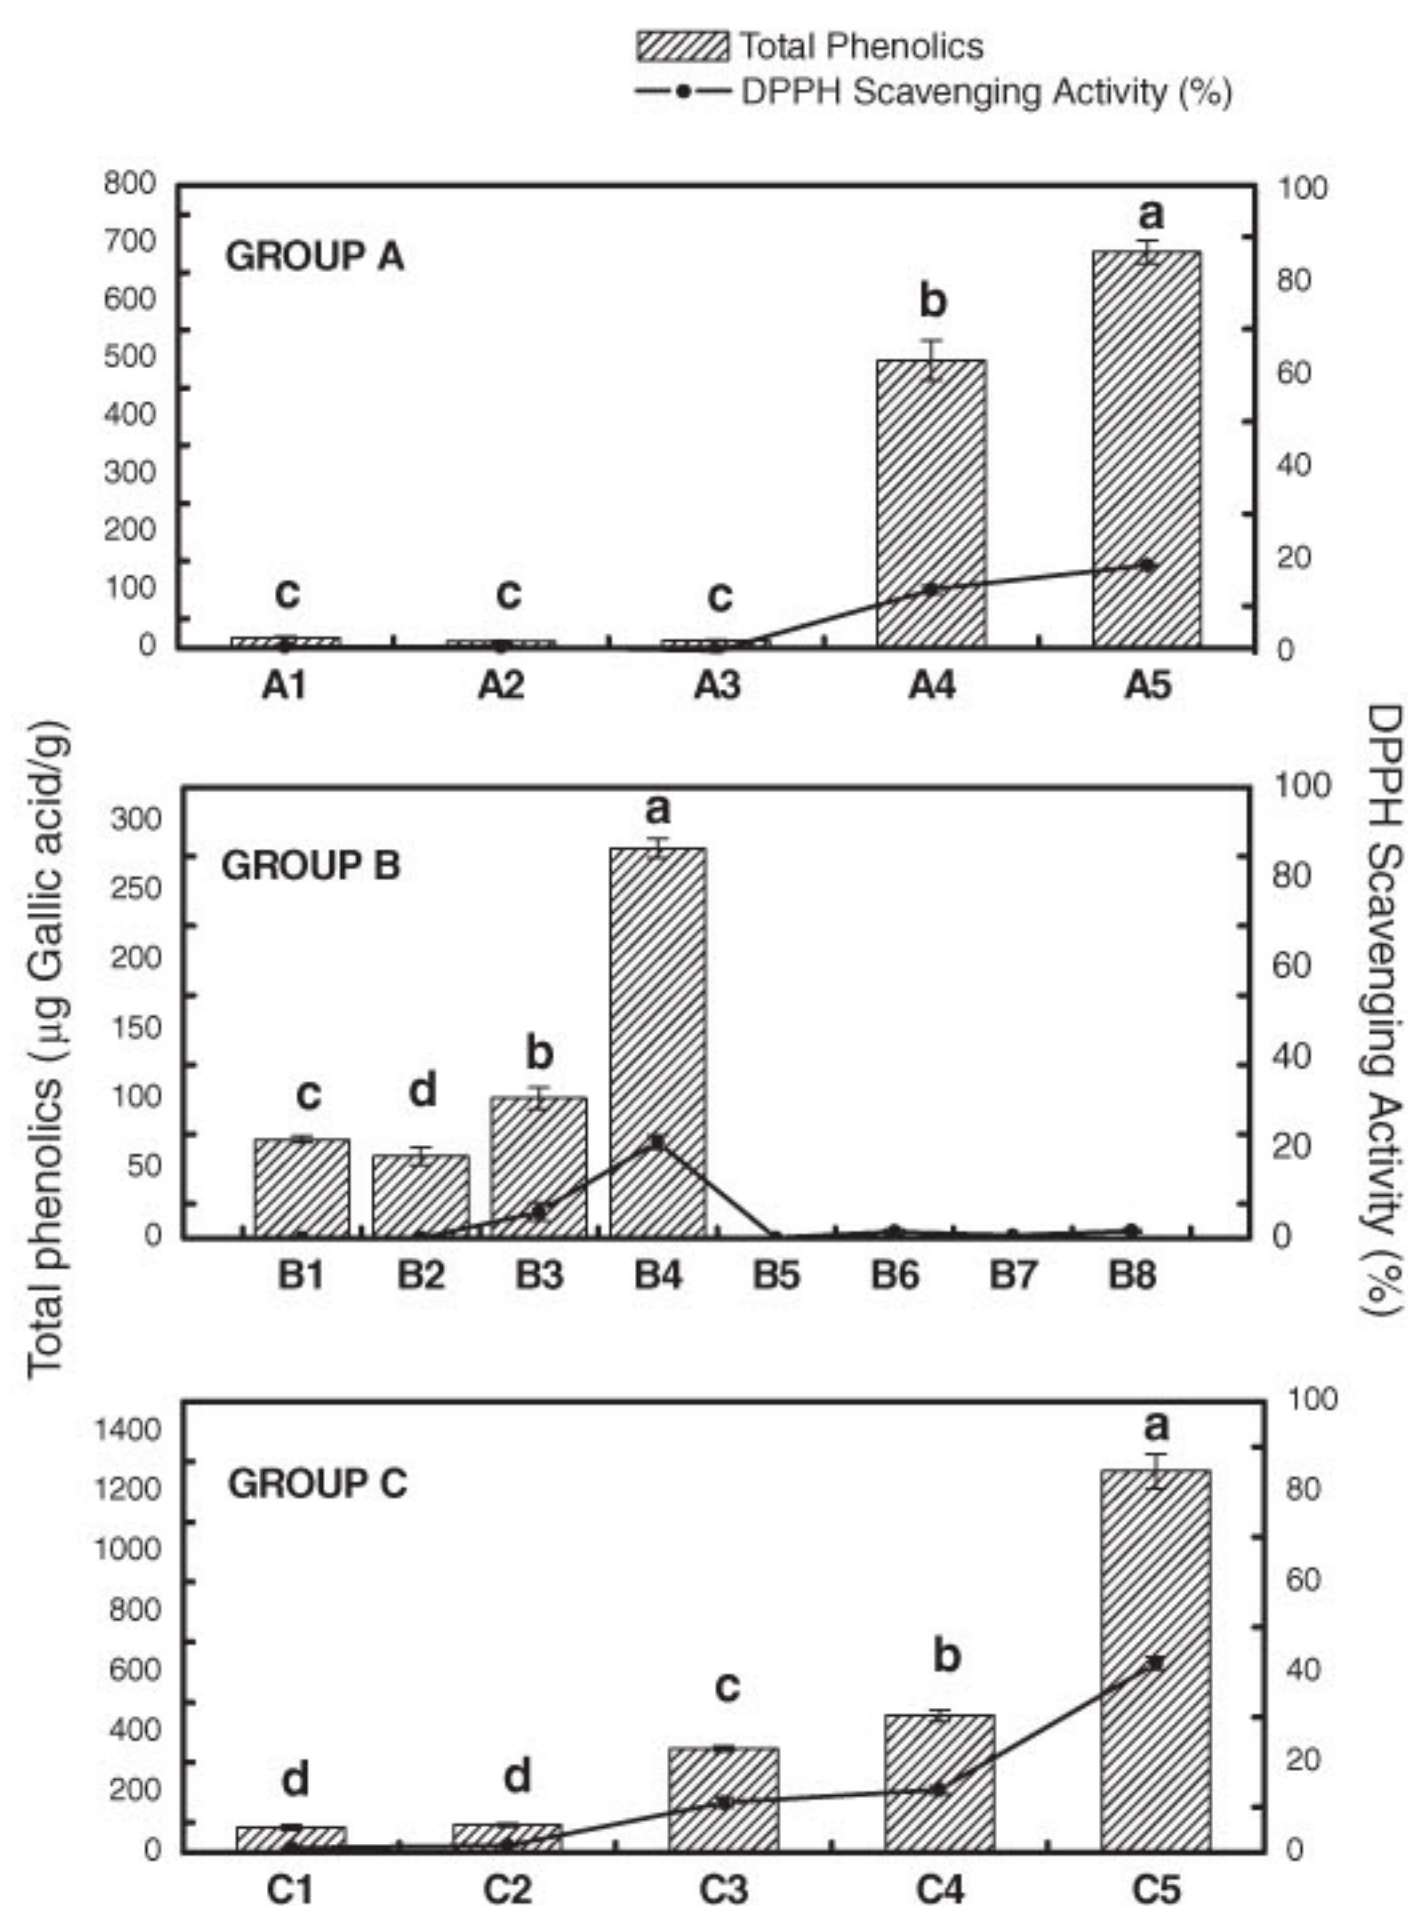 Total Phenolics
DPPH Scavenging Activity (%)
800
700
600
500
400
300
200
100
0
GROUP A
c
c
c
b
a
100
80
60
40
20
0
A1 A2 A3 A4 A5
Total phenolics (µg Gallic acid/g)
DPPH Scavenging Activity (%)
300
250
200
150
100
50
0
GROUP B
c
d
b
a
100
80
60
40
20
0
B1 B2 B3 B4 B5 B6 B7 B8
1400
1200
1000
800
600
400
200
0
GROUP C
d
d
c
b
a
100
80
60
40
20
0
C1 C2 C3 C4 C5